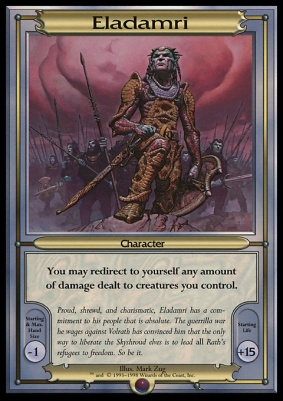 Eladamri
Character
You may redirect to yourself any amount
of damage dealt to creatures you control.
Proud, shrewd, and charismatic, Eladamri has a com-
mitment to his people that is absolute. The guerrilla war
he wages against Volrath has convinced him that the only
way to liberate the Skyshroud elves is to lead all Rath's
refugees to freedom. So be it.
Starting
& Max.
Hand
Size
-1
Starting
Life
+15
Illus. Mark Zug
™ and © 1993–1998 Wizards of the Coast, Inc.